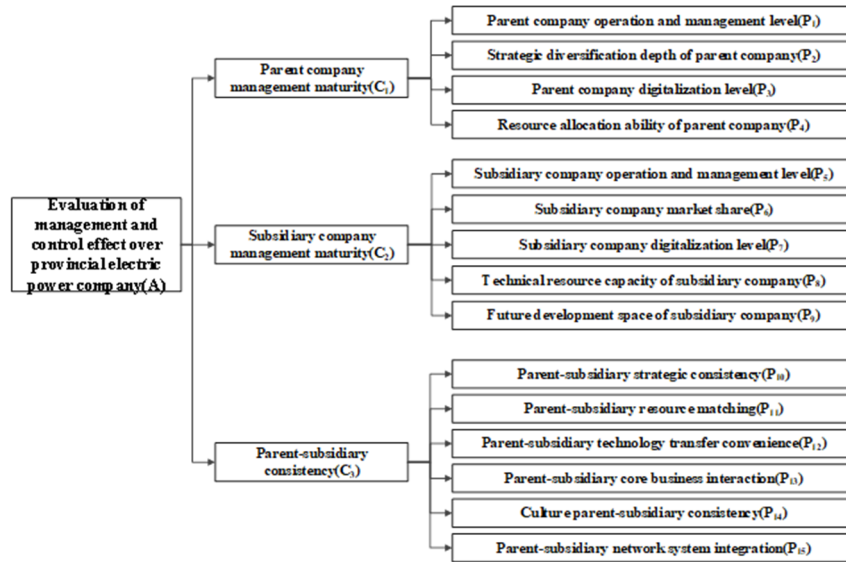 Evaluation of
management and
control effect over
provincial electric
power company(A)
Parent company
management maturity(C₁)
Parent company operation and management level(P₁)
Strategic diversification depth of parent company(P₂)
Parent company digitalization level(P₃)
Resource allocation ability of parent company(P₄)
Subsidiary company
management maturity(C₂)
Subsidiary company operation and management level(P₅)
Subsidiary company market share(P₆)
Subsidiary company digitalization level(P₇)
Technical resource capacity of subsidiary company(P₈)
Future development space of subsidiary company(P₉)
Parent-subsidiary
consistency(C₃)
Parent-subsidiary strategic consistency(P₁₀)
Parent-subsidiary resource matching(P₁₁)
Parent-subsidiary technology transfer convenience(P₁₂)
Parent-subsidiary core business interaction(P₁₃)
Culture parent-subsidiary consistency(P₁₄)
Parent-subsidiary network system integration(P₁₅)